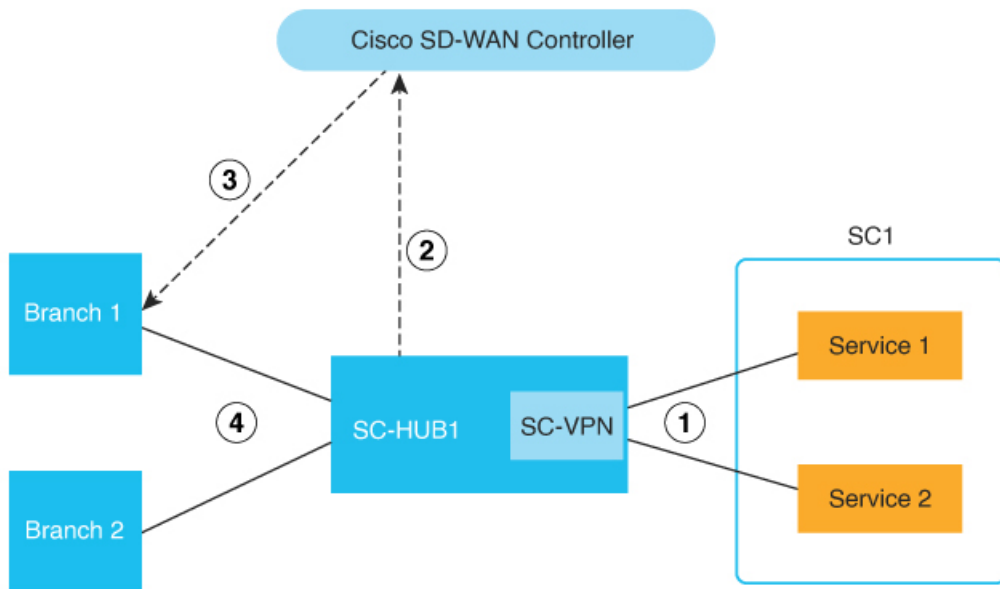 Cisco SD-WAN Controller
3
2
SC1
Branch 1
Service 1
4
SC-HUB1
SC-VPN
1
Branch 2
Service 2